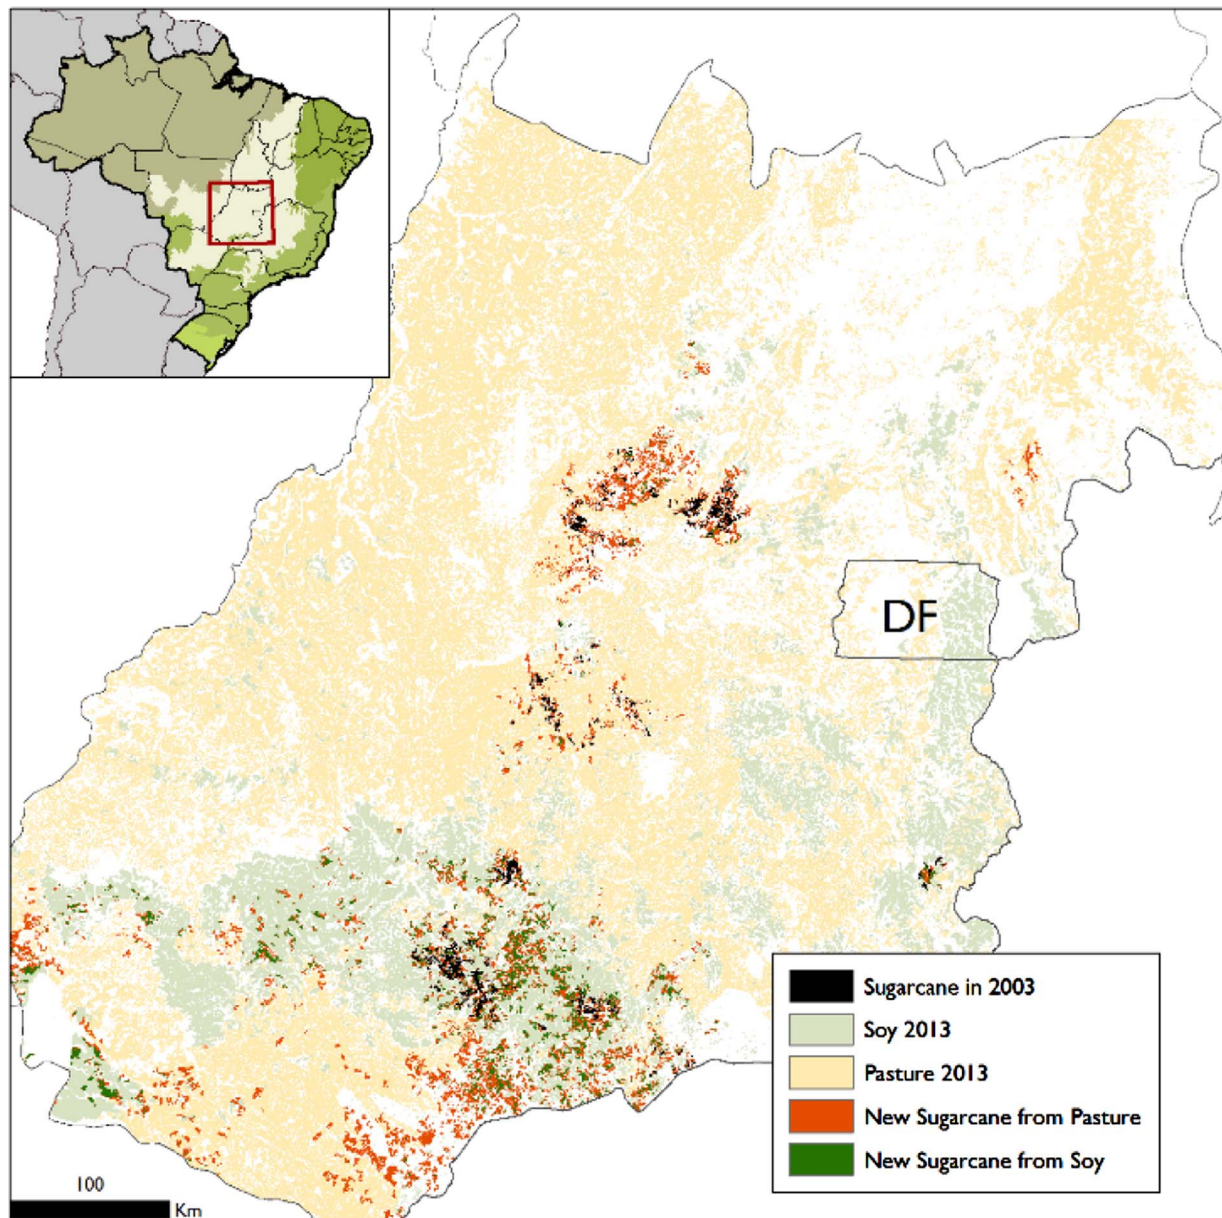 DF
Sugarcane in 2003
Soy 2013
Pasture 2013
New Sugarcane from Pasture
New Sugarcane from Soy
100
Km